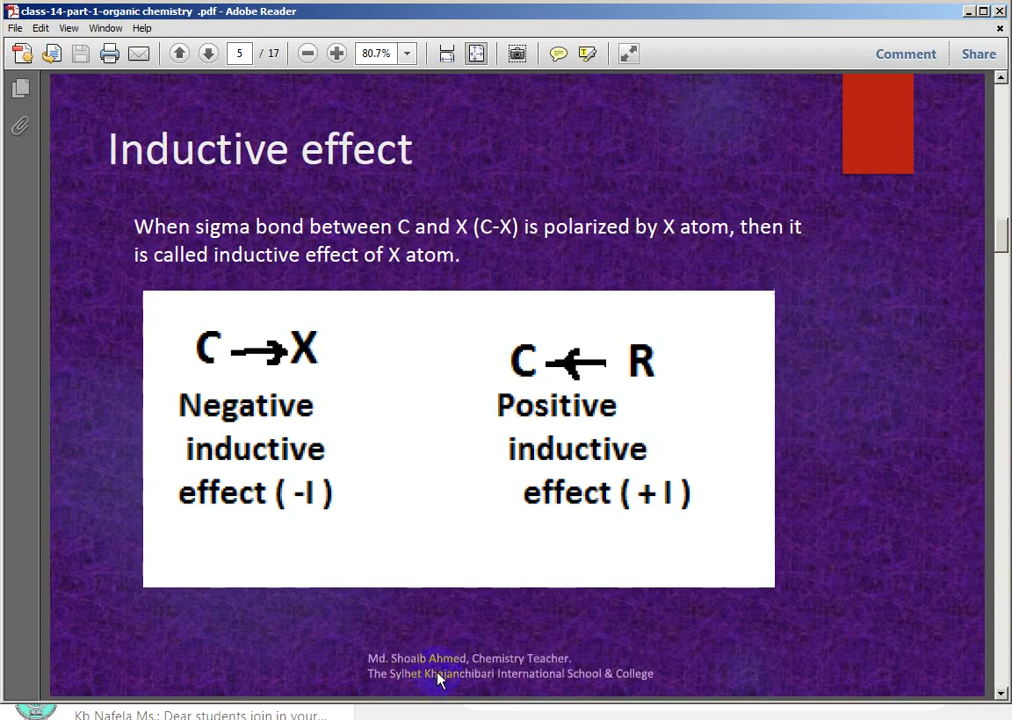 class-14-part-1-organic chemistry .pdf - Adobe Reader
File Edit View Window Help
5 / 17 80.7% Comment Share
Inductive effect
When sigma bond between C and X (C-X) is polarized by X atom, then it
is called inductive effect of X atom.
C X
Negative
inductive
effect ( -I )
C R
Positive
inductive
effect ( + I )
Md. Shoaib Ahmed, Chemistry Teacher.
The Sylhet Khajanchibari International School & College
Kb Nafela Ms.: Dear students join in your...